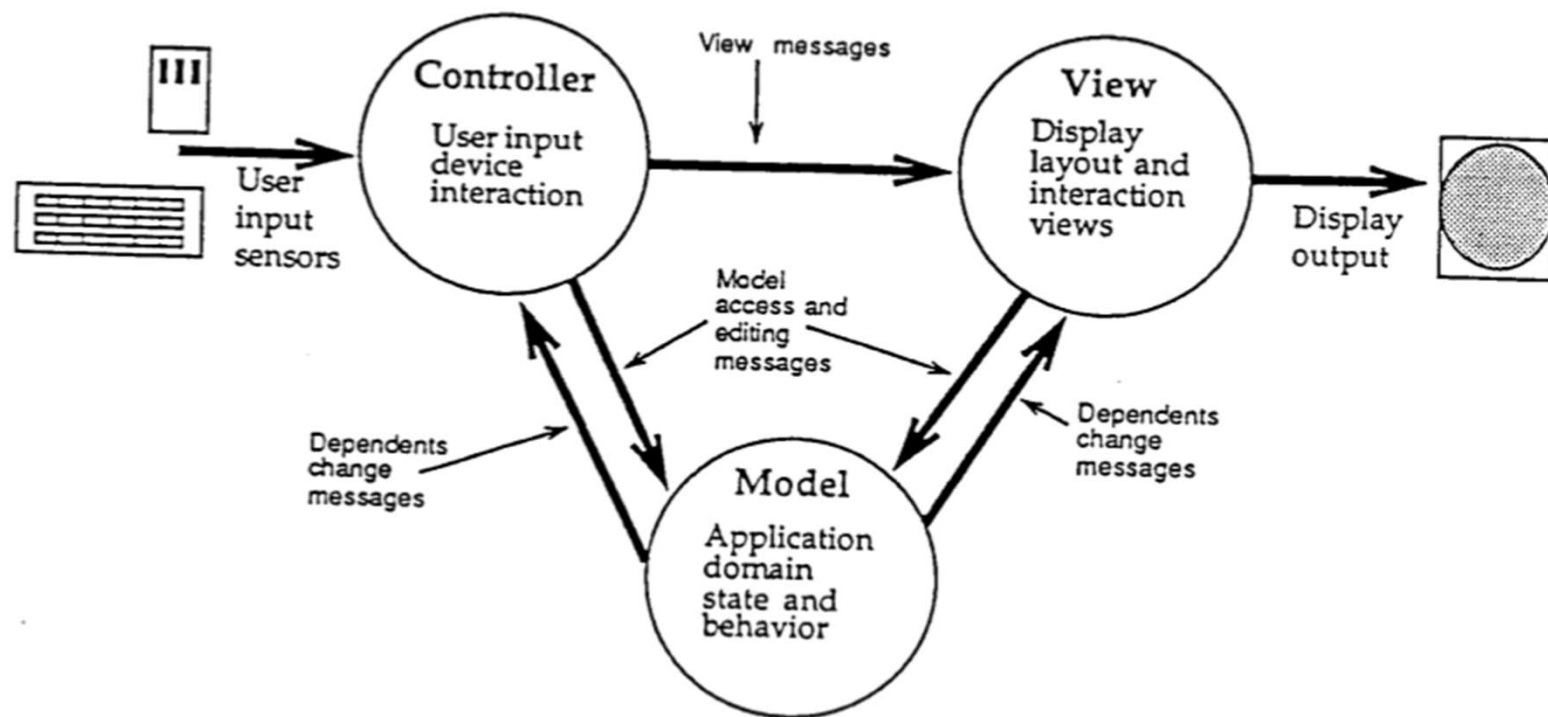 View messages
Controller
User input
device
interaction
View
Display
layout and
interaction
views
User
input
sensors
Display
output
Model
access and
editing
messages
Dependents
change
messages
Dependents
change
messages
Model
Application
domain
state and
behavior